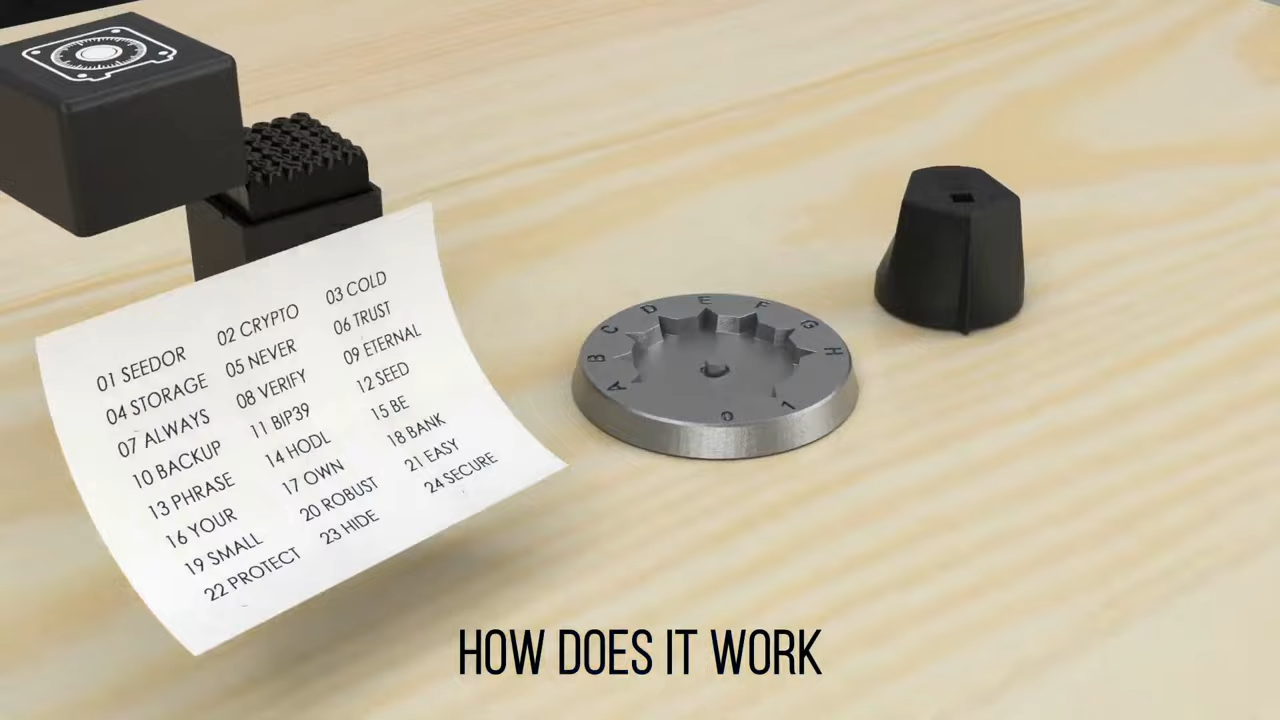 01 SEEDOR 02 CRYPTO 03 COLD
04 STORAGE 05 NEVER 06 TRUST
07 ALWAYS 08 VERIFY 09 ETERNAL
10 BACKUP 11 BIP39 12 SEED
13 PHRASE 14 HODL 15 BE
16 YOUR 17 OWN 18 BANK
19 SMALL 20 ROBUST 21 EASY
22 PROTECT 23 HIDE 24 SECURE
A B C D E F G H 1 0
HOW DOES IT WORK